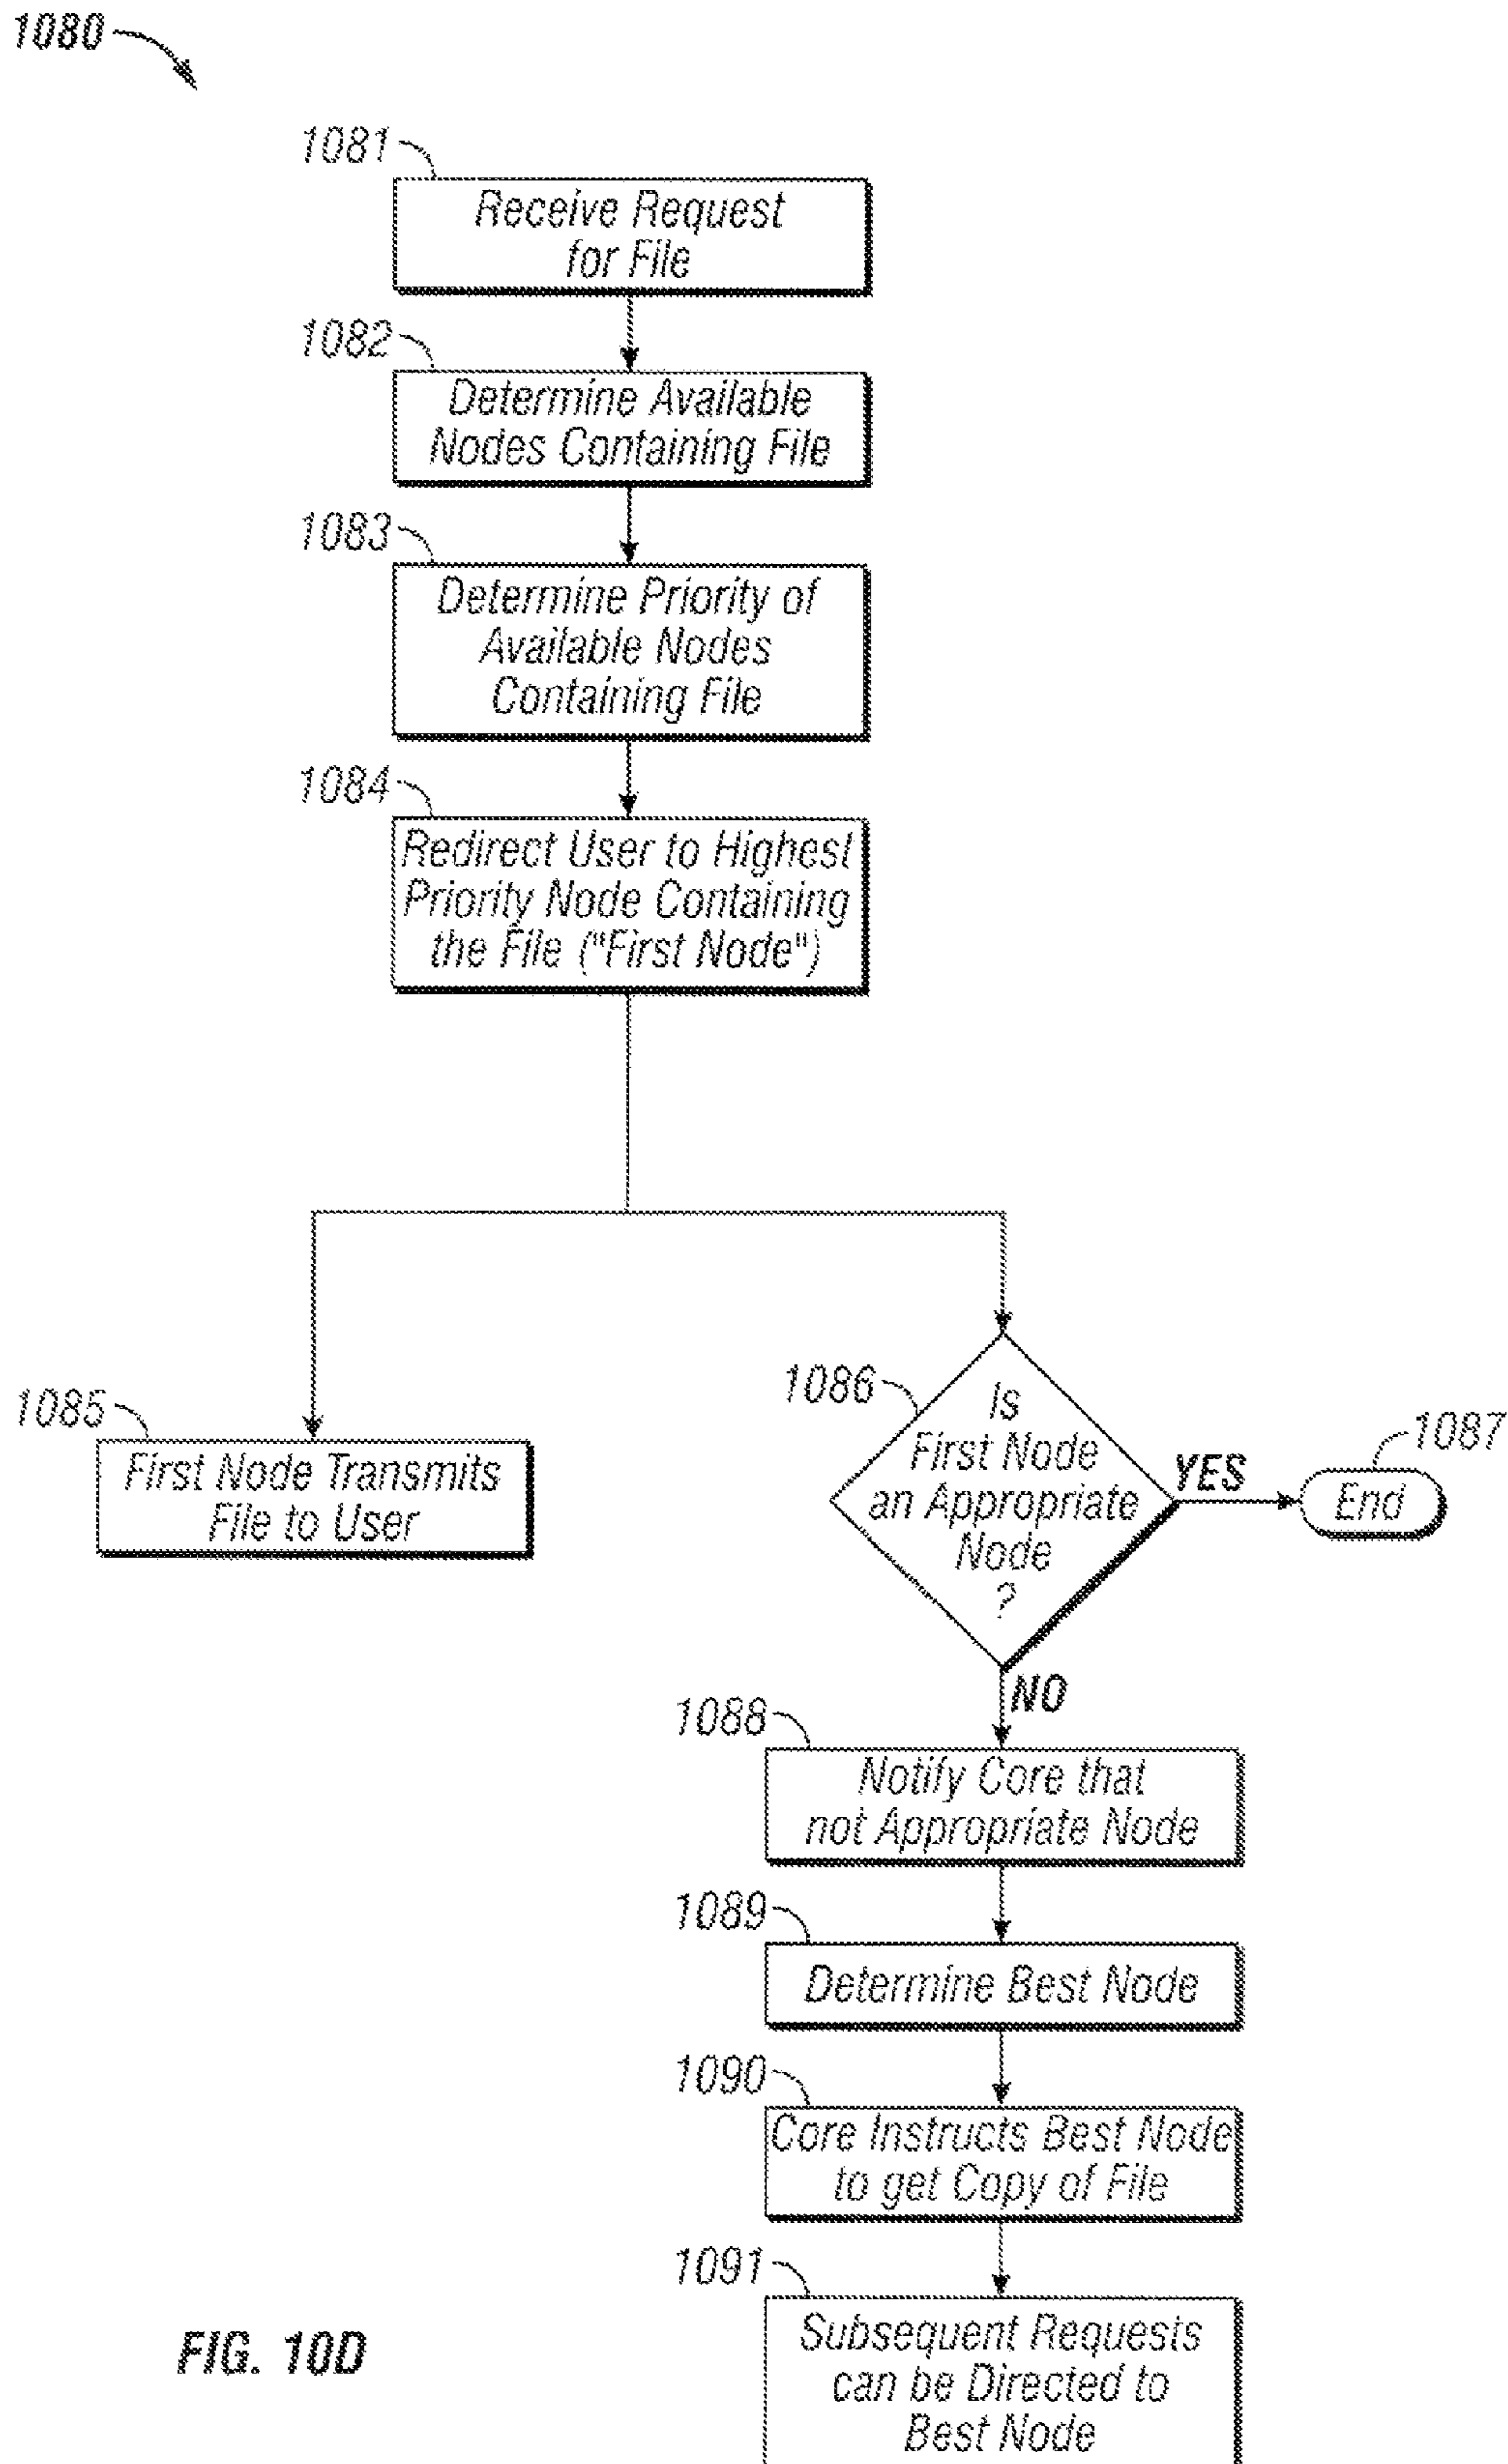 1080
1081
Receive Request
for File
1082
Determine Available
Nodes Containing File
1083
Determine Priority of
Available Nodes
Containing File
1084
Redirect User to Highest
Priority Node Containing
the File ("First Node")
1085
First Node Transmits
File to User
1086
Is
First Node
an Appropriate
Node
?
YES
1087
End
NO
1088
Notify Core that
not Appropriate Node
1089
Determine Best Node
1090
Core Instructs Best Node
to get Copy of File
1091
Subsequent Requests
can be Directed to
Best Node
FIG. 10D